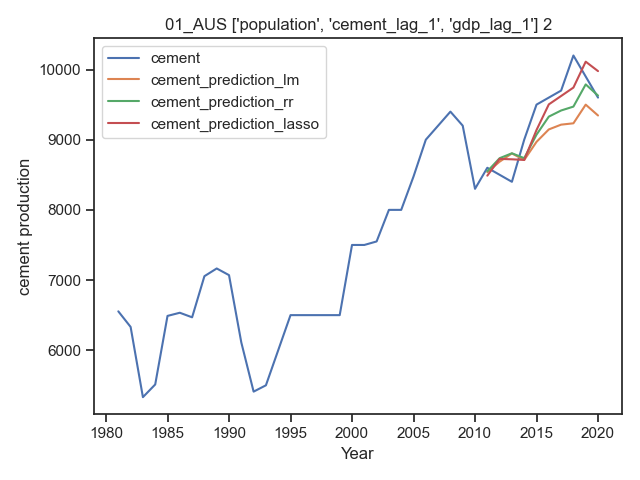 01_AUS ['population', 'cement_lag_1', 'gdp_lag_1'] 2
cement
cement_prediction_lm
cement_prediction_rr
cement_prediction_lasso
10000
9000
8000
7000
6000
cement production
1980
1985
1990
1995
2000
2005
2010
2015
2020
Year